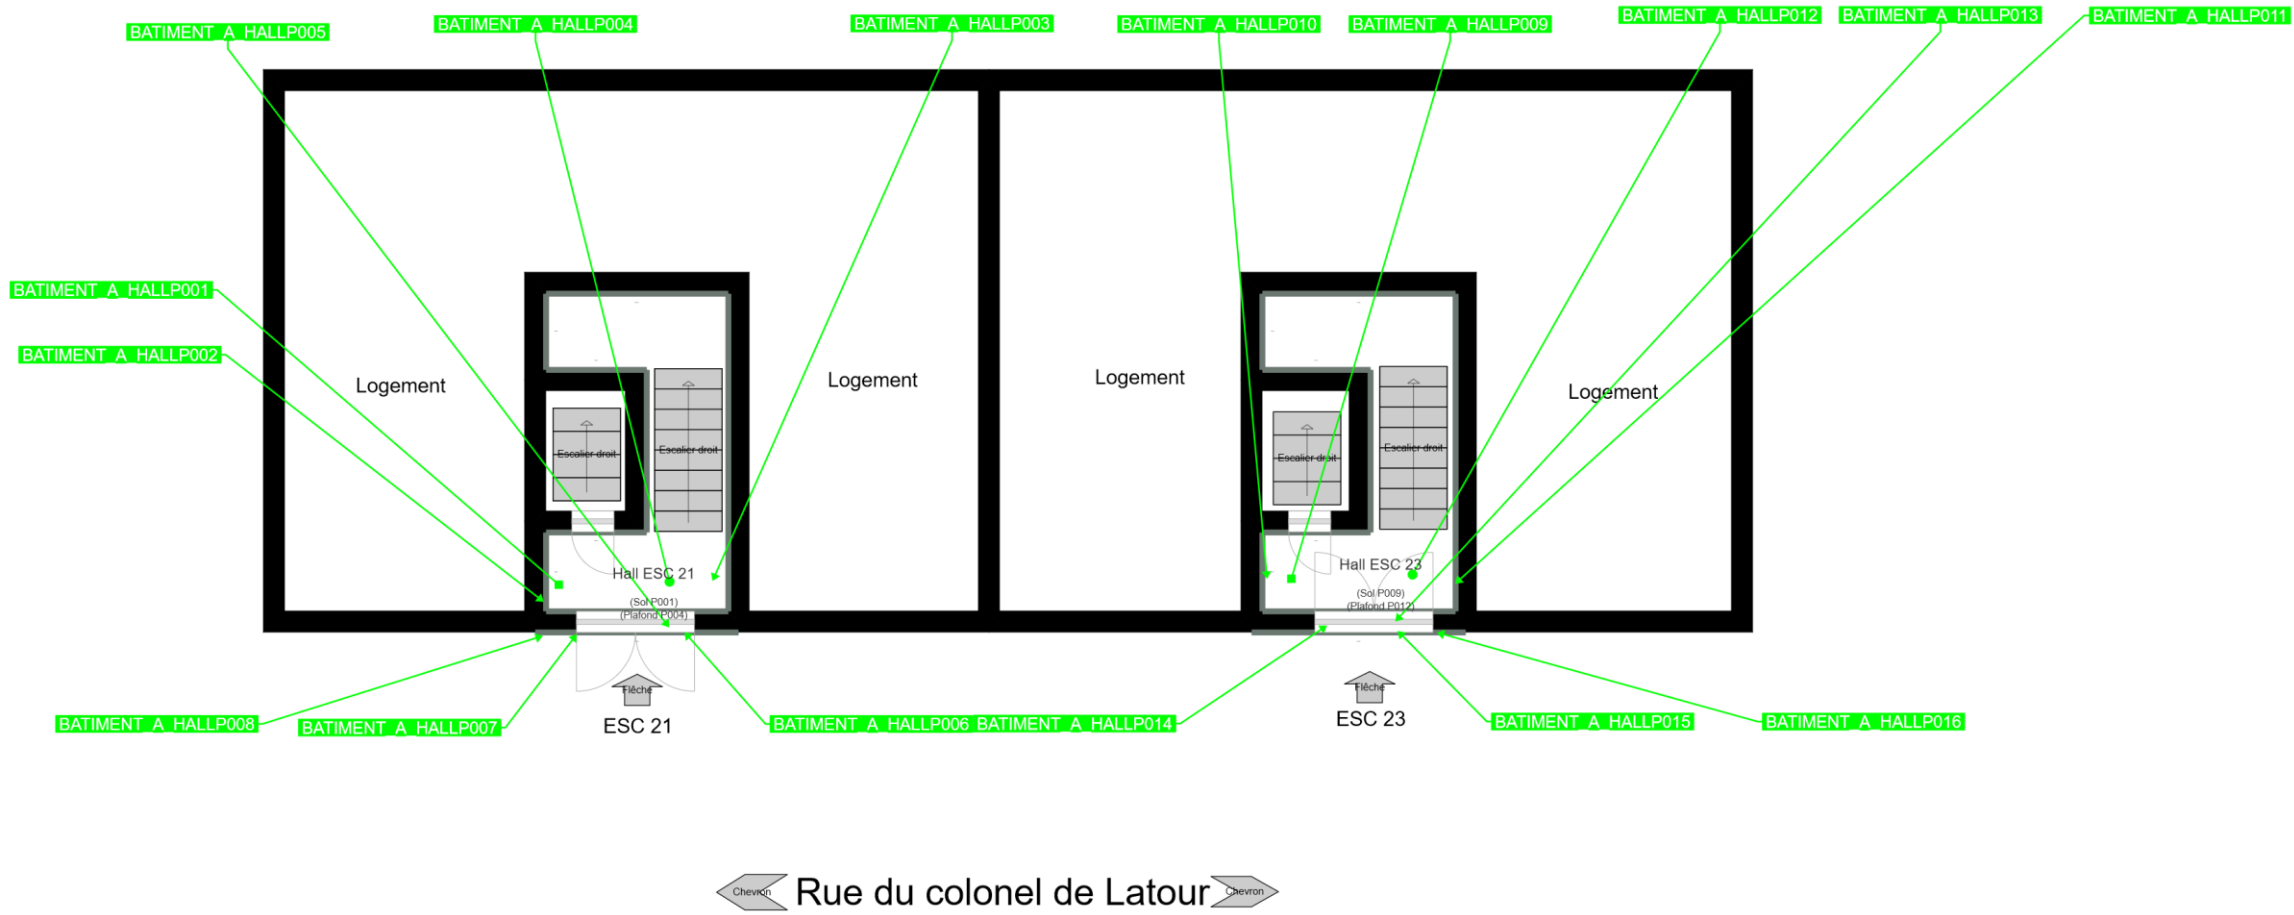 BATIMENT_A_HALLP005
BATIMENT_A_HALLP004
BATIMENT_A_HALLP003
BATIMENT_A_HALLP010
BATIMENT_A_HALLP009
BATIMENT_A_HALLP012
BATIMENT_A_HALLP013
BATIMENT_A_HALLP011
BATIMENT_A_HALLP001
BATIMENT_A_HALLP002
Logement
Logement
Logement
Logement
Escalier droit
Escalier droit
Escalier droit
Escalier droit
Hall ESC 21
(Sol P001)
(Plafond P004)
Hall ESC 23
(Sol P009)
(Plafond P012)
Flèche
ESC 21
Flèche
ESC 23
BATIMENT_A_HALLP008
BATIMENT_A_HALLP007
BATIMENT_A_HALLP006
BATIMENT_A_HALLP014
BATIMENT_A_HALLP015
BATIMENT_A_HALLP016
Chevron
Rue du colonel de Latour
Chevron